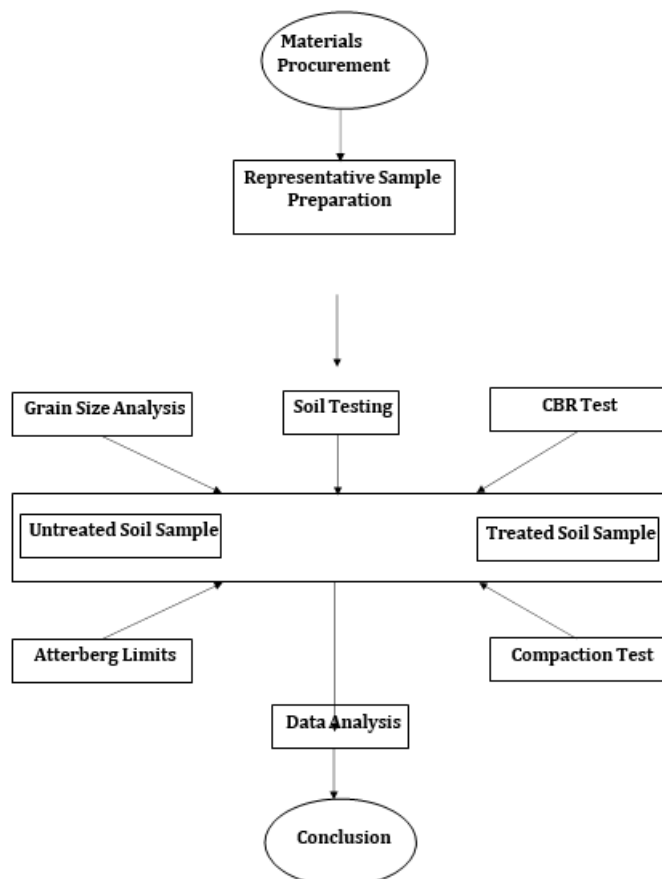 Materials
Procurement
Representative Sample
Preparation
Grain Size Analysis
Soil Testing
CBR Test
Untreated Soil Sample
Treated Soil Sample
Atterberg Limits
Compaction Test
Data Analysis
Conclusion